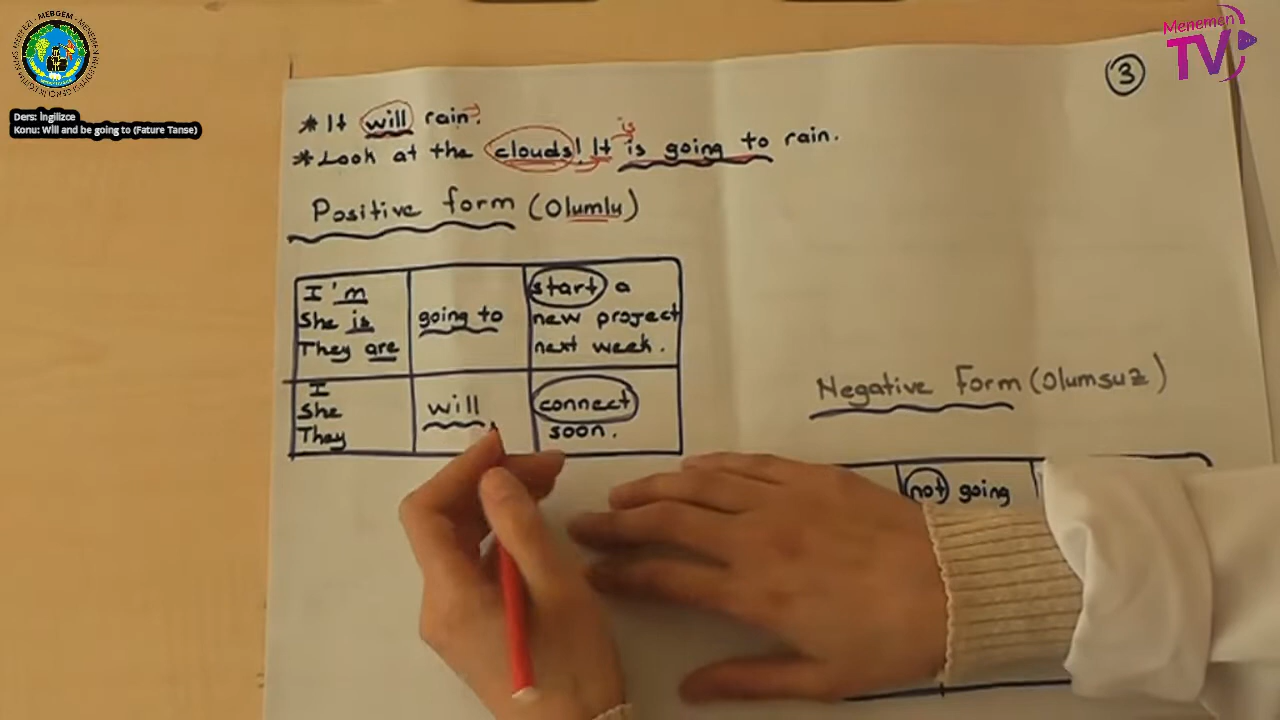 Menemen
TV
Ders: İngilizce
Konu: Will and be going to (Fature Tanse)
3
* It will rain.
is
* Look at the clouds! It is going to rain.
Positive form (Olumlu)
I'm
She is
They are
going to
start a
new project
next week.
I
She
They
will
connect
soon.
Negative Form (Olumsuz)
not going